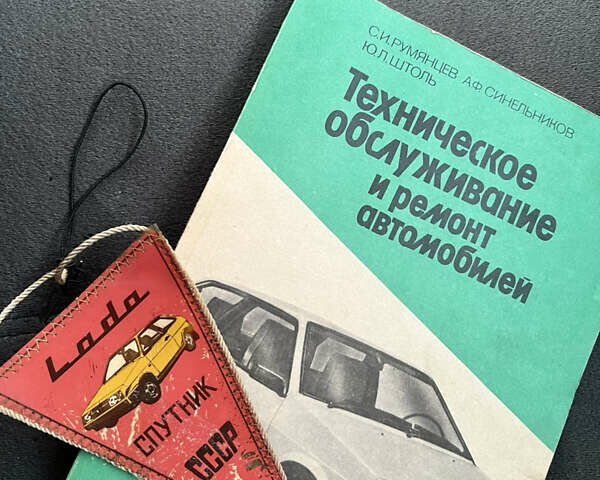 С.И.РУМЯНЦЕВ А.Ф.СИНЕЛЬНИКОВ
Ю.Л.ШТОЛЬ
Техническое
обслуживание
и ремонт
автомобилей
Lada
СПУТНИК
СССР